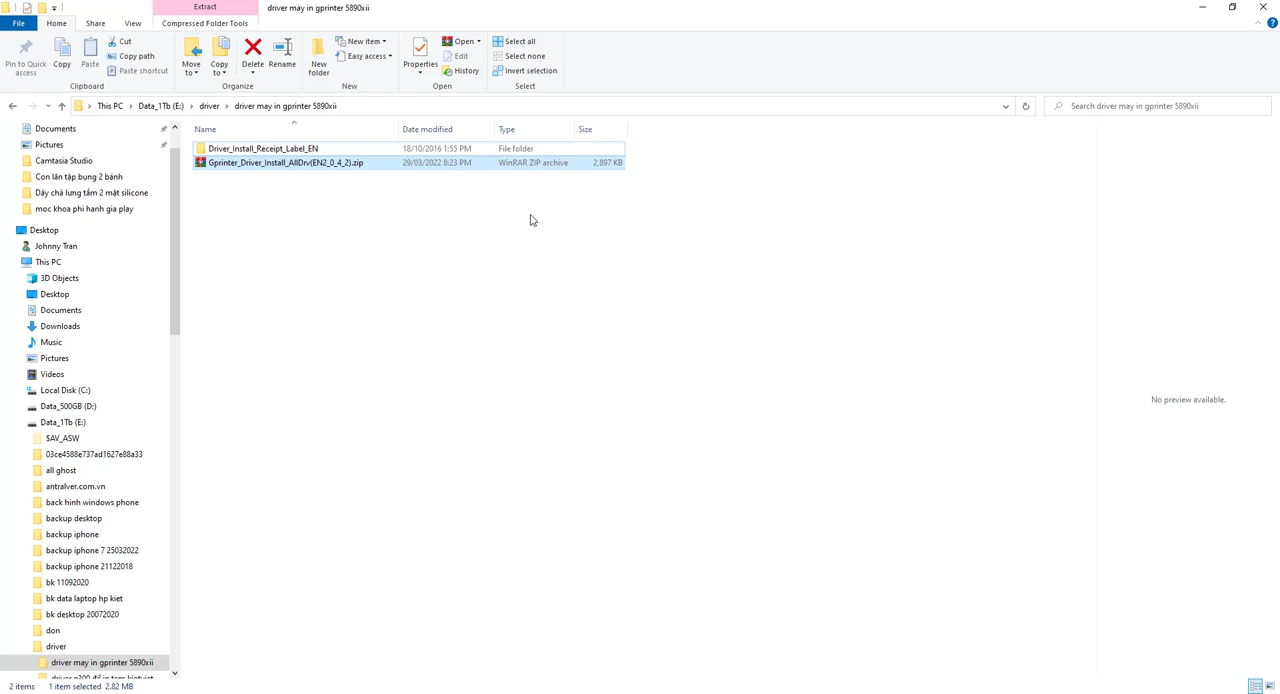 Extract
driver may in gprinter 5890xii
File
Home
Share
View
Compressed Folder Tools
Pin to Quick access
Copy
Paste
Cut
Copy path
Paste shortcut
Clipboard
Move to
Copy to
Delete
Rename
Organize
New folder
New item
Easy access
New
Properties
Open
Edit
History
Open
Select all
Select none
Invert selection
Select
This PC > Data_1Tb (E:) > driver > driver may in gprinter 5890xii
Search driver may in gprinter 5890xii
Name Date modified Type Size
Driver_Install_Receipt_Label_EN 18/10/2016 1:55 PM File folder
Gprinter_Driver_Install_AllDrv(EN2_0_4_2).zip 29/03/2022 8:23 PM WinRAR ZIP archive 2,897 KB
Documents
Pictures
Camtasia Studio
Con lăn tập bụng 2 bánh
Dây chà lưng tắm 2 mặt silicone
moc khoa phi hanh gia play
Desktop
Johnny Tran
This PC
3D Objects
Desktop
Documents
Downloads
Music
Pictures
Videos
Local Disk (C:)
Data_500GB (D:)
Data_1Tb (E:)
$AV_ASW
03ce4588e737ad1627e88a33
all ghost
antralver.com.vn
back hinh windows phone
backup desktop
backup iphone
backup iphone 7 25032022
backup iphone 21122018
bk 11092020
bk data laptop hp kiet
bk desktop 20072020
don
driver
driver may in gprinter 5890xii
No preview available.
2 items 1 item selected 2.82 MB